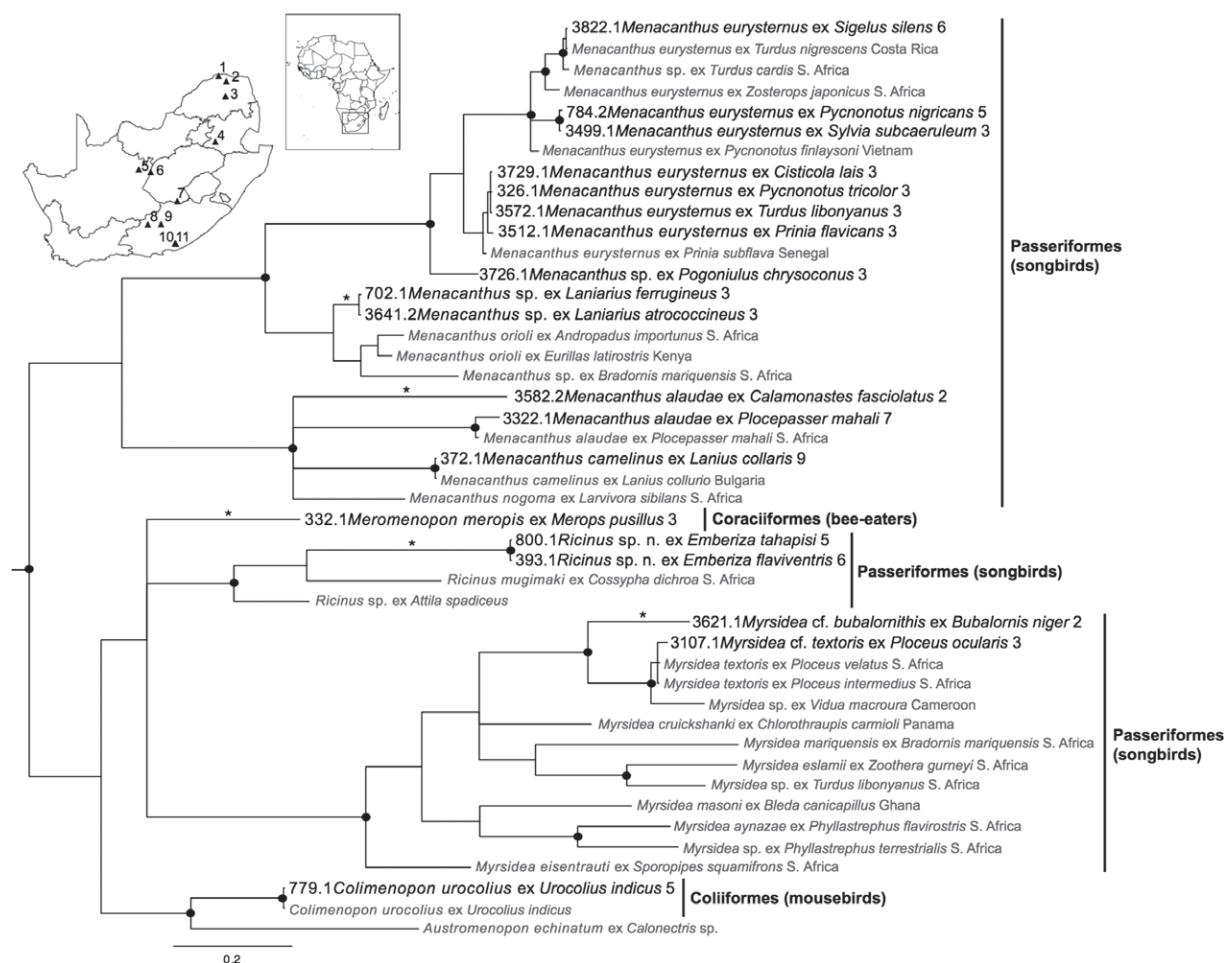 1
2
3
4
5
6
7
8
9
10
11
3822.1Menacanthus eurysternus ex Sigelus silens 6
Menacanthus eurysternus ex Turdus nigrescens Costa Rica
Menacanthus sp. ex Turdus cardis S. Africa
Menacanthus eurysternus ex Zosterops japonicus S. Africa
784.2Menacanthus eurysternus ex Pycnonotus nigricans 5
3499.1Menacanthus eurysternus ex Sylvia subcaeruleum 3
Menacanthus eurysternus ex Pycnonotus finlaysoni Vietnam
3729.1Menacanthus eurysternus ex Cisticola lais 3
326.1Menacanthus eurysternus ex Pycnonotus tricolor 3
3572.1Menacanthus eurysternus ex Turdus libonyanus 3
3512.1Menacanthus eurysternus ex Prinia flavicans 3
Menacanthus eurysternus ex Prinia subflava Senegal
3726.1Menacanthus sp. ex Pogoniulus chrysoconus 3
* 702.1Menacanthus sp. ex Laniarius ferrugineus 3
3641.2Menacanthus sp. ex Laniarius atrococcineus 3
Menacanthus orioli ex Andropadus importunus S. Africa
Menacanthus orioli ex Eurillas latirostris Kenya
Menacanthus sp. ex Bradornis mariquensis S. Africa
* 3582.2Menacanthus alaudae ex Calamonastes fasciolatus 2
3322.1Menacanthus alaudae ex Plocepasser mahali 7
Menacanthus alaudae ex Plocepasser mahali S. Africa
372.1Menacanthus camelinus ex Lanius collaris 9
Menacanthus camelinus ex Lanius collurio Bulgaria
Menacanthus nogoma ex Larvivora sibilans S. Africa
Passeriformes
(songbirds)
* 332.1Meromenopon meropis ex Merops pusillus 3
Coraciiformes (bee-eaters)
* 800.1Ricinus sp. n. ex Emberiza tahapisi 5
393.1Ricinus sp. n. ex Emberiza flaviventris 6
Ricinus mugimaki ex Cossypha dichroa S. Africa
Ricinus sp. ex Attila spadiceus
Passeriformes (songbirds)
* 3621.1Myrsidea cf. bubalornithis ex Bubalornis niger 2
3107.1Myrsidea cf. textoris ex Ploceus ocularis 3
Myrsidea textoris ex Ploceus velatus S. Africa
Myrsidea textoris ex Ploceus intermedius S. Africa
Myrsidea sp. ex Vidua macroura Cameroon
Myrsidea cruickshanki ex Chlorothraupis carmioli Panama
Myrsidea mariquensis ex Bradornis mariquensis S. Africa
Myrsidea eslamii ex Zoothera gurneyi S. Africa
Myrsidea sp. ex Turdus libonyanus S. Africa
Myrsidea masoni ex Bleda canicapillus Ghana
Myrsidea aynazae ex Phyllastrephus flavirostris S. Africa
Myrsidea sp. ex Phyllastrephus terrestrialis S. Africa
Myrsidea eisentrauti ex Sporopipes squamifrons S. Africa
Passeriformes
(songbirds)
779.1Colimenopon urocolius ex Urocolius indicus 5
Colimenopon urocolius ex Urocolius indicus
Coliiformes (mousebirds)
Austromenopon echinatum ex Calonectris sp.
0.2